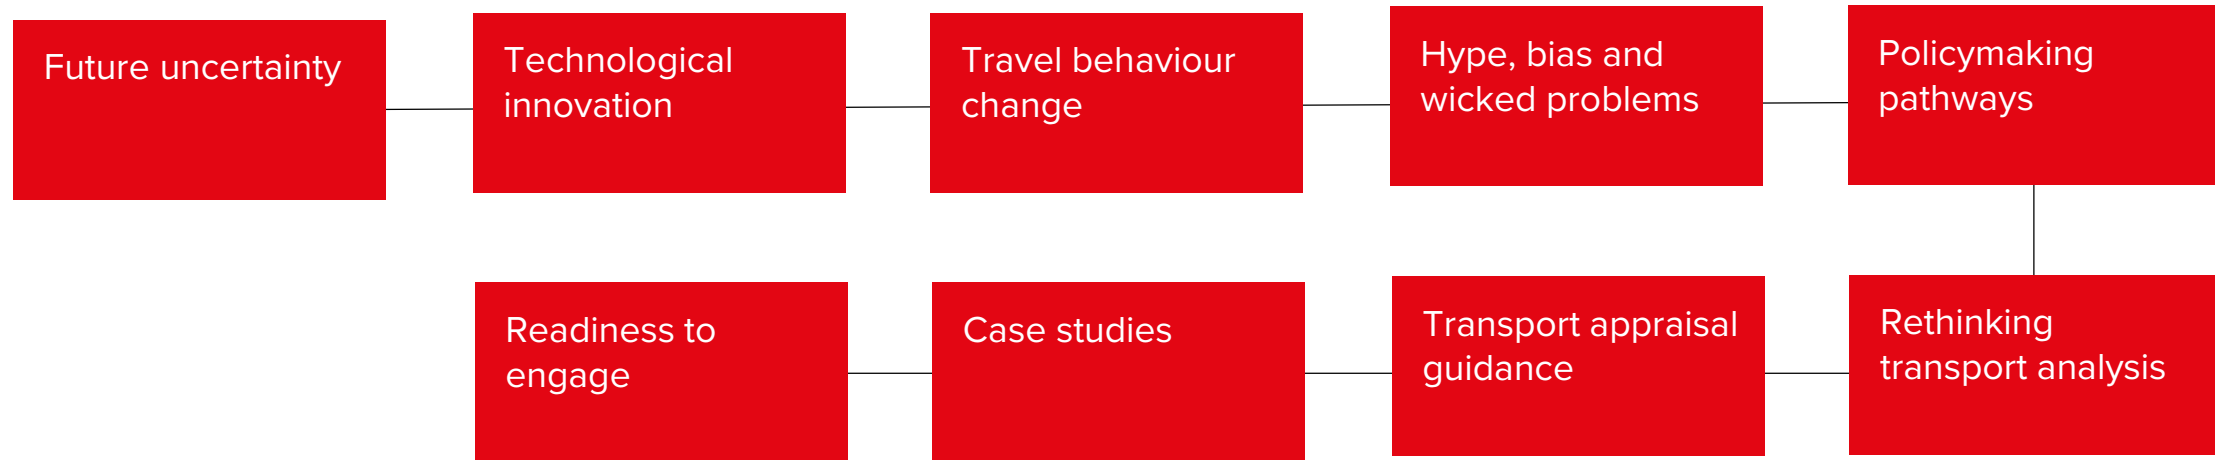 Future uncertainty
Technological
innovation
Travel behaviour
change
Hype, bias and
wicked problems
Policymaking
pathways
Readiness to
engage
Case studies
Transport appraisal
guidance
Rethinking
transport analysis